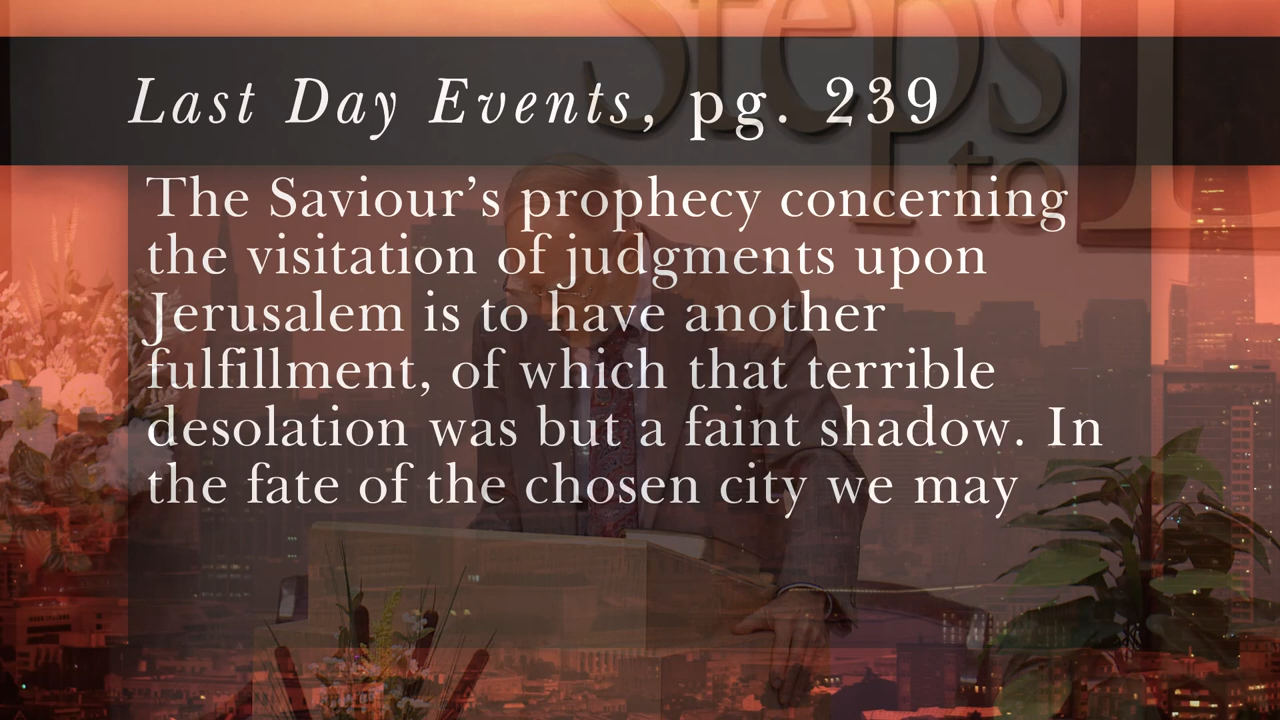 Steps
to
Last Day Events, pg. 239
The Saviour’s prophecy concerning
the visitation of judgments upon
Jerusalem is to have another
fulfillment, of which that terrible
desolation was but a faint shadow. In
the fate of the chosen city we may